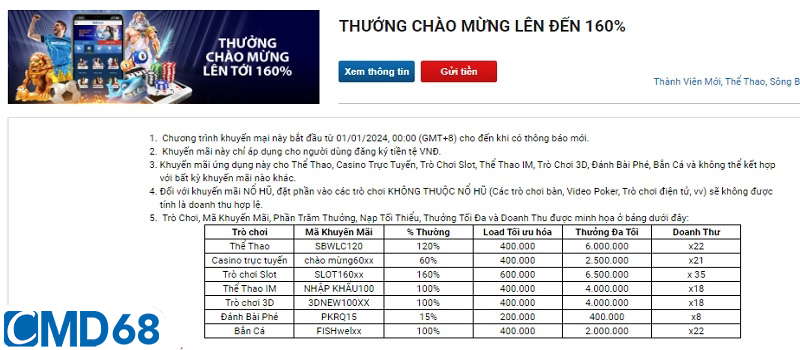 THƯỞNG
CHÀO MỪNG
LÊN TỚI 160%
THƯỚNG CHÀO MỪNG LÊN ĐẾN 160%
Xem thông tin
Gửi tiền
Thành Viên Mới, Thể Thao, Sòng B
1. Chương trình khuyến mại này bắt đầu từ 01/01/2024, 00:00 (GMT+8) cho đến khi có thông báo mới.
2. Khuyến mãi này chỉ áp dụng cho người dùng đăng ký tiền tệ VNĐ.
3. Khuyến mãi ứng dụng này cho Thể Thao, Casino Trực Tuyến, Trò Chơi Slot, Thể Thao IM, Trò Chơi 3D, Đánh Bài Phé, Bắn Cá và không thể kết hợp
với bất kỳ khuyến mãi nào khác.
4. Đối với khuyến mãi NỔ HŨ, đặt phần vào các trò chơi KHÔNG THUỘC NỔ HŨ (Các trò chơi bàn, Video Poker, Trò chơi điện tử, vv) sẽ không được
tính là doanh thu hợp lệ.
5. Trò Chơi, Mã Khuyến Mãi, Phần Trăm Thưởng, Nạp Tối Thiểu, Thưởng Tối Đa và Doanh Thu được minh họa ở bảng dưới đây:
Trò chơi Mã Khuyến Mãi % Thưởng Load Tối ưu hóa Thưởng Đa Tối Doanh Thu
Thể Thao SBWLC120 120% 400.000 6.000.000 x22
Casino trực tuyến chào mừng60xx 60% 400.000 2.500.000 x21
Trò chơi Slot SLOT160xx 160% 600.000 6.500.000 x 35
Thể Thao IM NHẬP KHẨU100 100% 400.000 4.000.000 x18
Trò chơi 3D 3DNEW100XX 100% 400.000 4.000.000 x18
Đánh Bài Phé PKRQ15 15% 200.000 400.000 x8
Bắn Cá FISHwelxx 100% 400.000 2.000.000 x22
CMD68